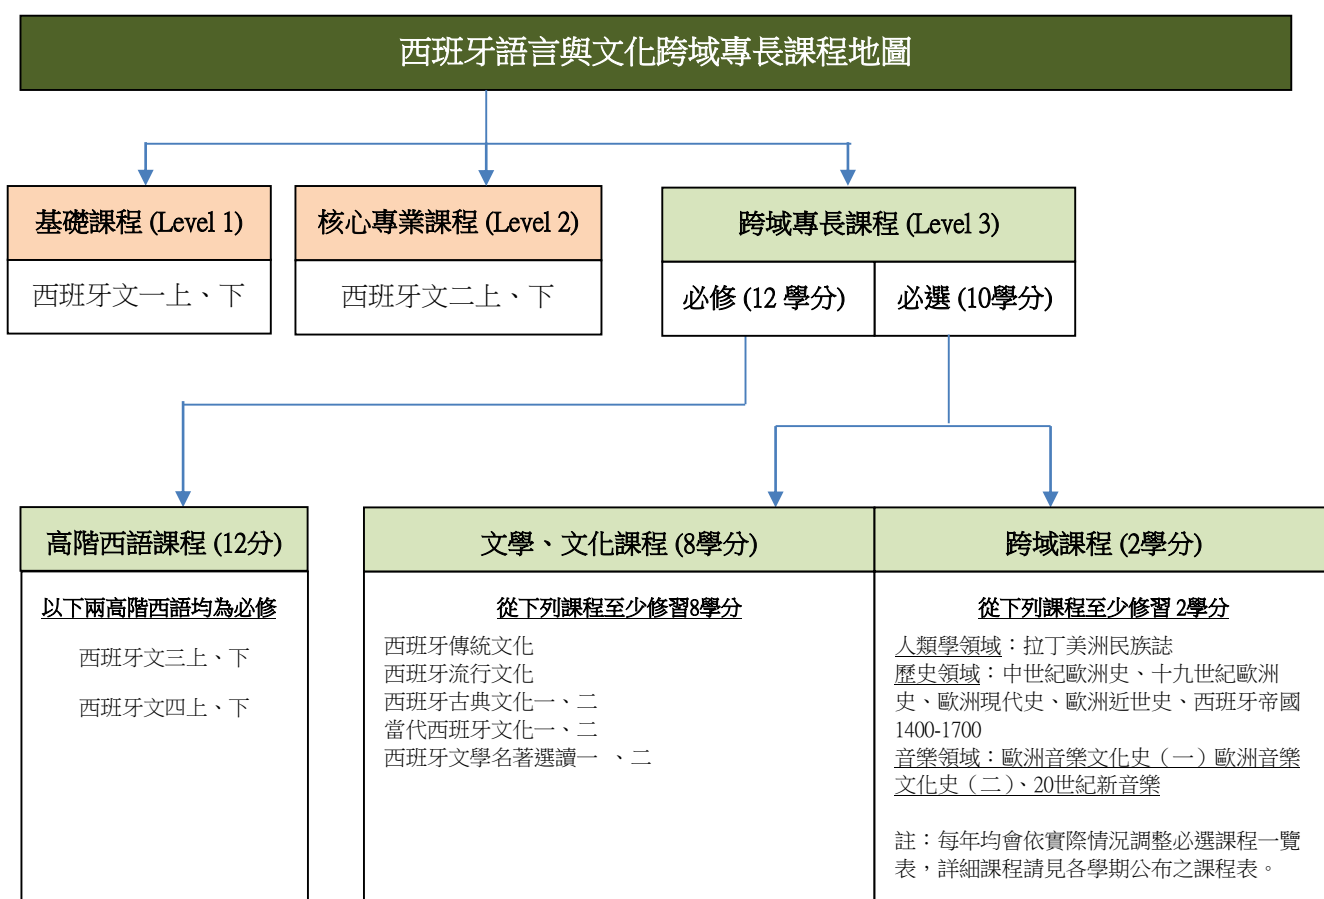 西班牙語言與文化跨域專長課程地圖
基礎課程 (Level 1)
西班牙文一上、下
核心專業課程 (Level 2)
西班牙文二上、下
跨域專長課程 (Level 3)
必修 (12 學分)
必選 (10學分)
高階西語課程 (12分)
以下兩高階西語均為必修
西班牙文三上、下
西班牙文四上、下
文學、文化課程 (8學分)
從下列課程至少修習8學分
西班牙傳統文化
西班牙流行文化
西班牙古典文化一、二
當代西班牙文化一、二
西班牙文學名著選讀一 、二
跨域課程 (2學分)
從下列課程至少修習 2學分
人類學領域：拉丁美洲民族誌
歷史領域：中世紀歐洲史、十九世紀歐洲
史、歐洲現代史、歐洲近世史、西班牙帝國
1400-1700
音樂領域：歐洲音樂文化史（一）歐洲音樂
文化史（二）、20世紀新音樂
註：每年均會依實際情況調整必選課程一覽
表，詳細課程請見各學期公布之課程表。